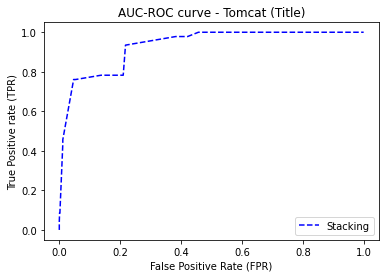 AUC-ROC curve - Tomcat (Title)
True Positive rate (TPR)
1.0
0.8
0.6
0.4
0.2
0.0
0.0 0.2 0.4 0.6 0.8 1.0
False Positive Rate (FPR)
Stacking